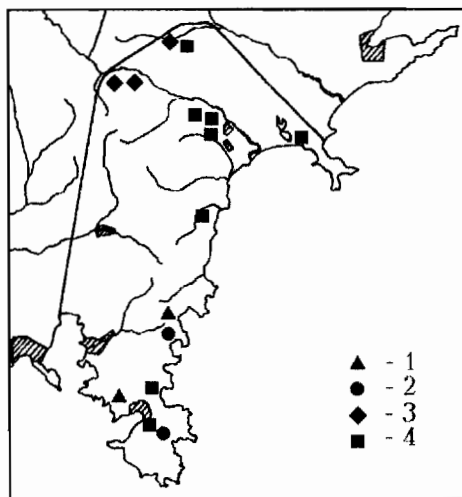 ▲ - 1
● - 2
◆ - 3
■ - 4